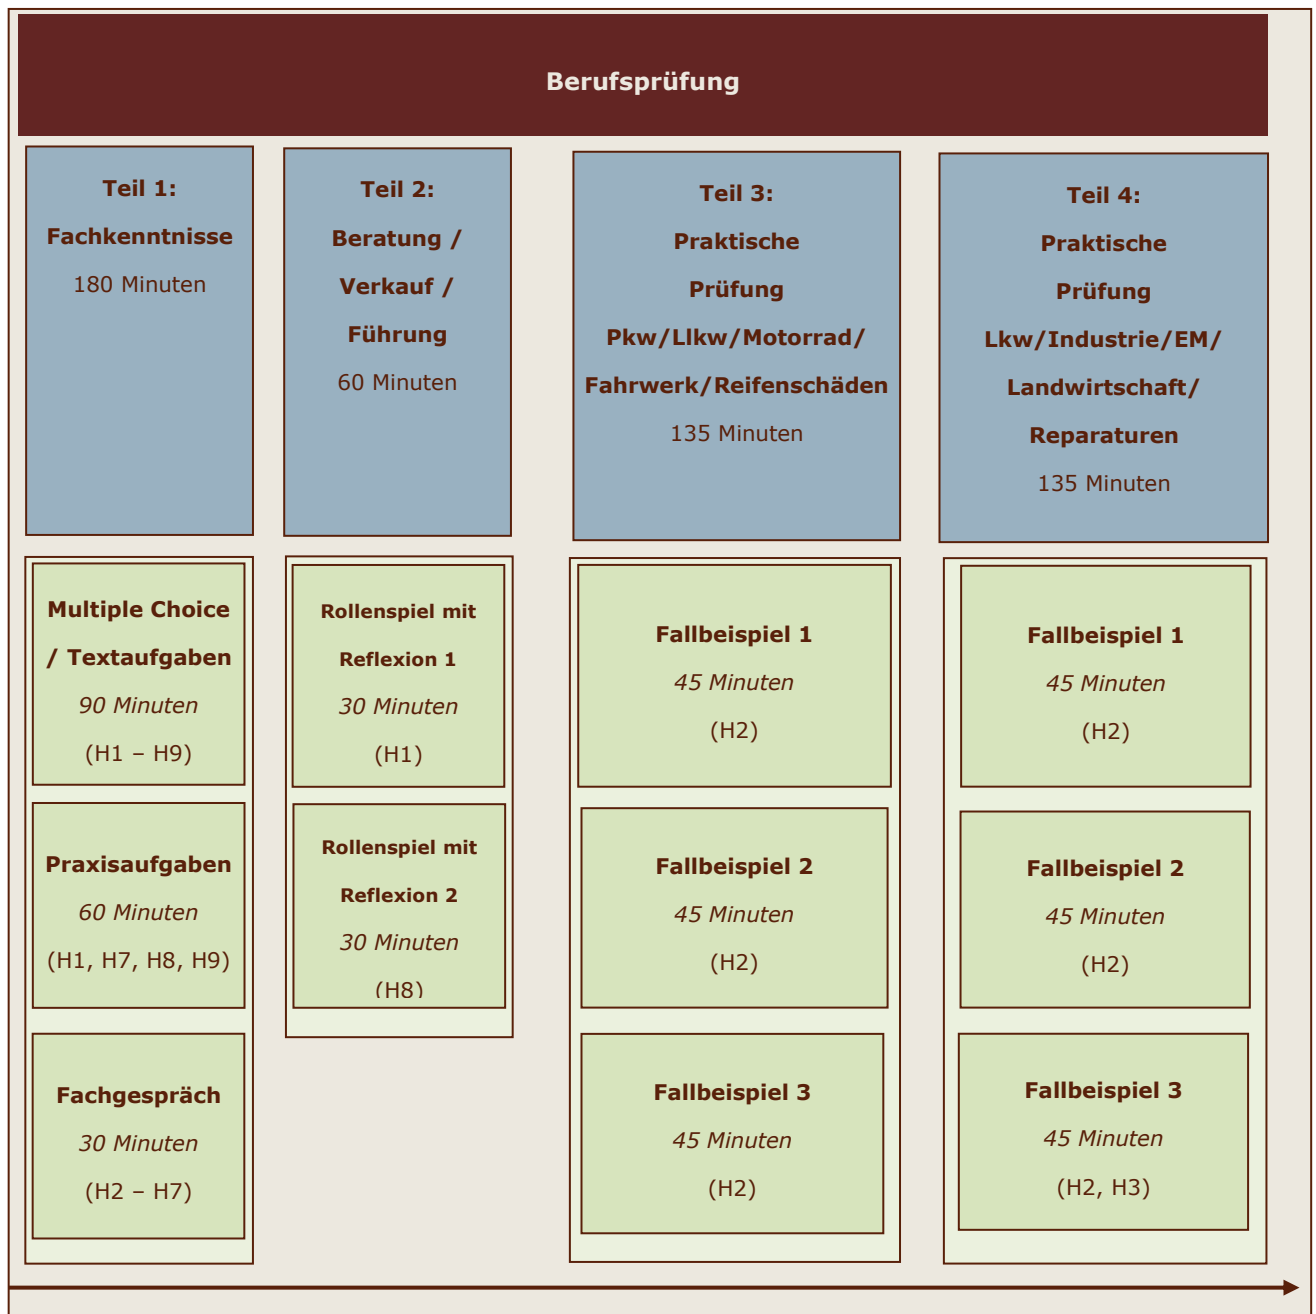 Berufsprüfung
Teil 1:
Fachkenntnisse
180 Minuten
Teil 2:
Beratung /
Verkauf /
Führung
60 Minuten
Teil 3:
Praktische
Prüfung
Pkw/Llkw/Motorrad/
Fahrwerk/Reifenschäden
135 Minuten
Teil 4:
Praktische
Prüfung
Lkw/Industrie/EM/
Landwirtschaft/
Reparaturen
135 Minuten
Multiple Choice
/ Textaufgaben
90 Minuten
(H1 – H9)
Rollenspiel mit
Reflexion 1
30 Minuten
(H1)
Fallbeispiel 1
45 Minuten
(H2)
Fallbeispiel 1
45 Minuten
(H2)
Praxisaufgaben
60 Minuten
(H1, H7, H8, H9)
Rollenspiel mit
Reflexion 2
30 Minuten
(H8)
Fallbeispiel 2
45 Minuten
(H2)
Fallbeispiel 2
45 Minuten
(H2)
Fachgespräch
30 Minuten
(H2 – H7)
Fallbeispiel 3
45 Minuten
(H2)
Fallbeispiel 3
45 Minuten
(H2, H3)